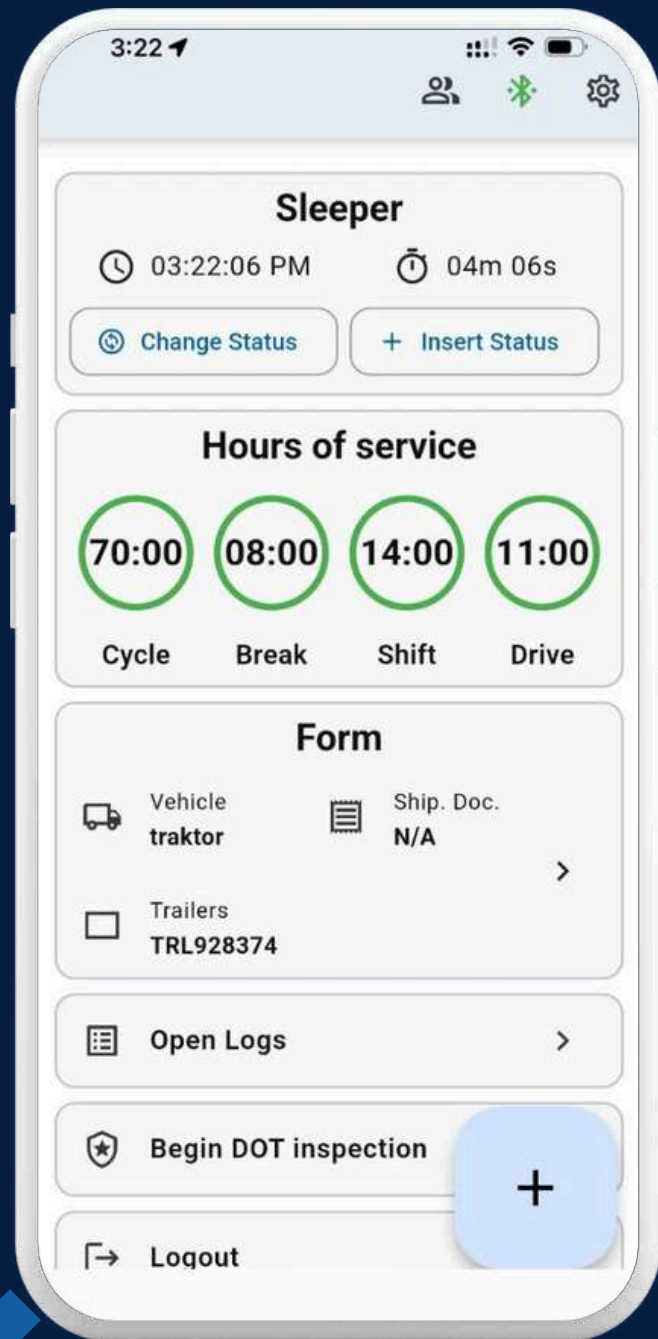 3:22
Sleeper
03:22:06 PM 04m 06s
Change Status + Insert Status
Hours of service
70:00 08:00 14:00 11:00
Cycle Break Shift Drive
Form
Vehicle Ship. Doc.
traktor N/A
Trailers
TRL928374
Open Logs
Begin DOT inspection
+
Logout